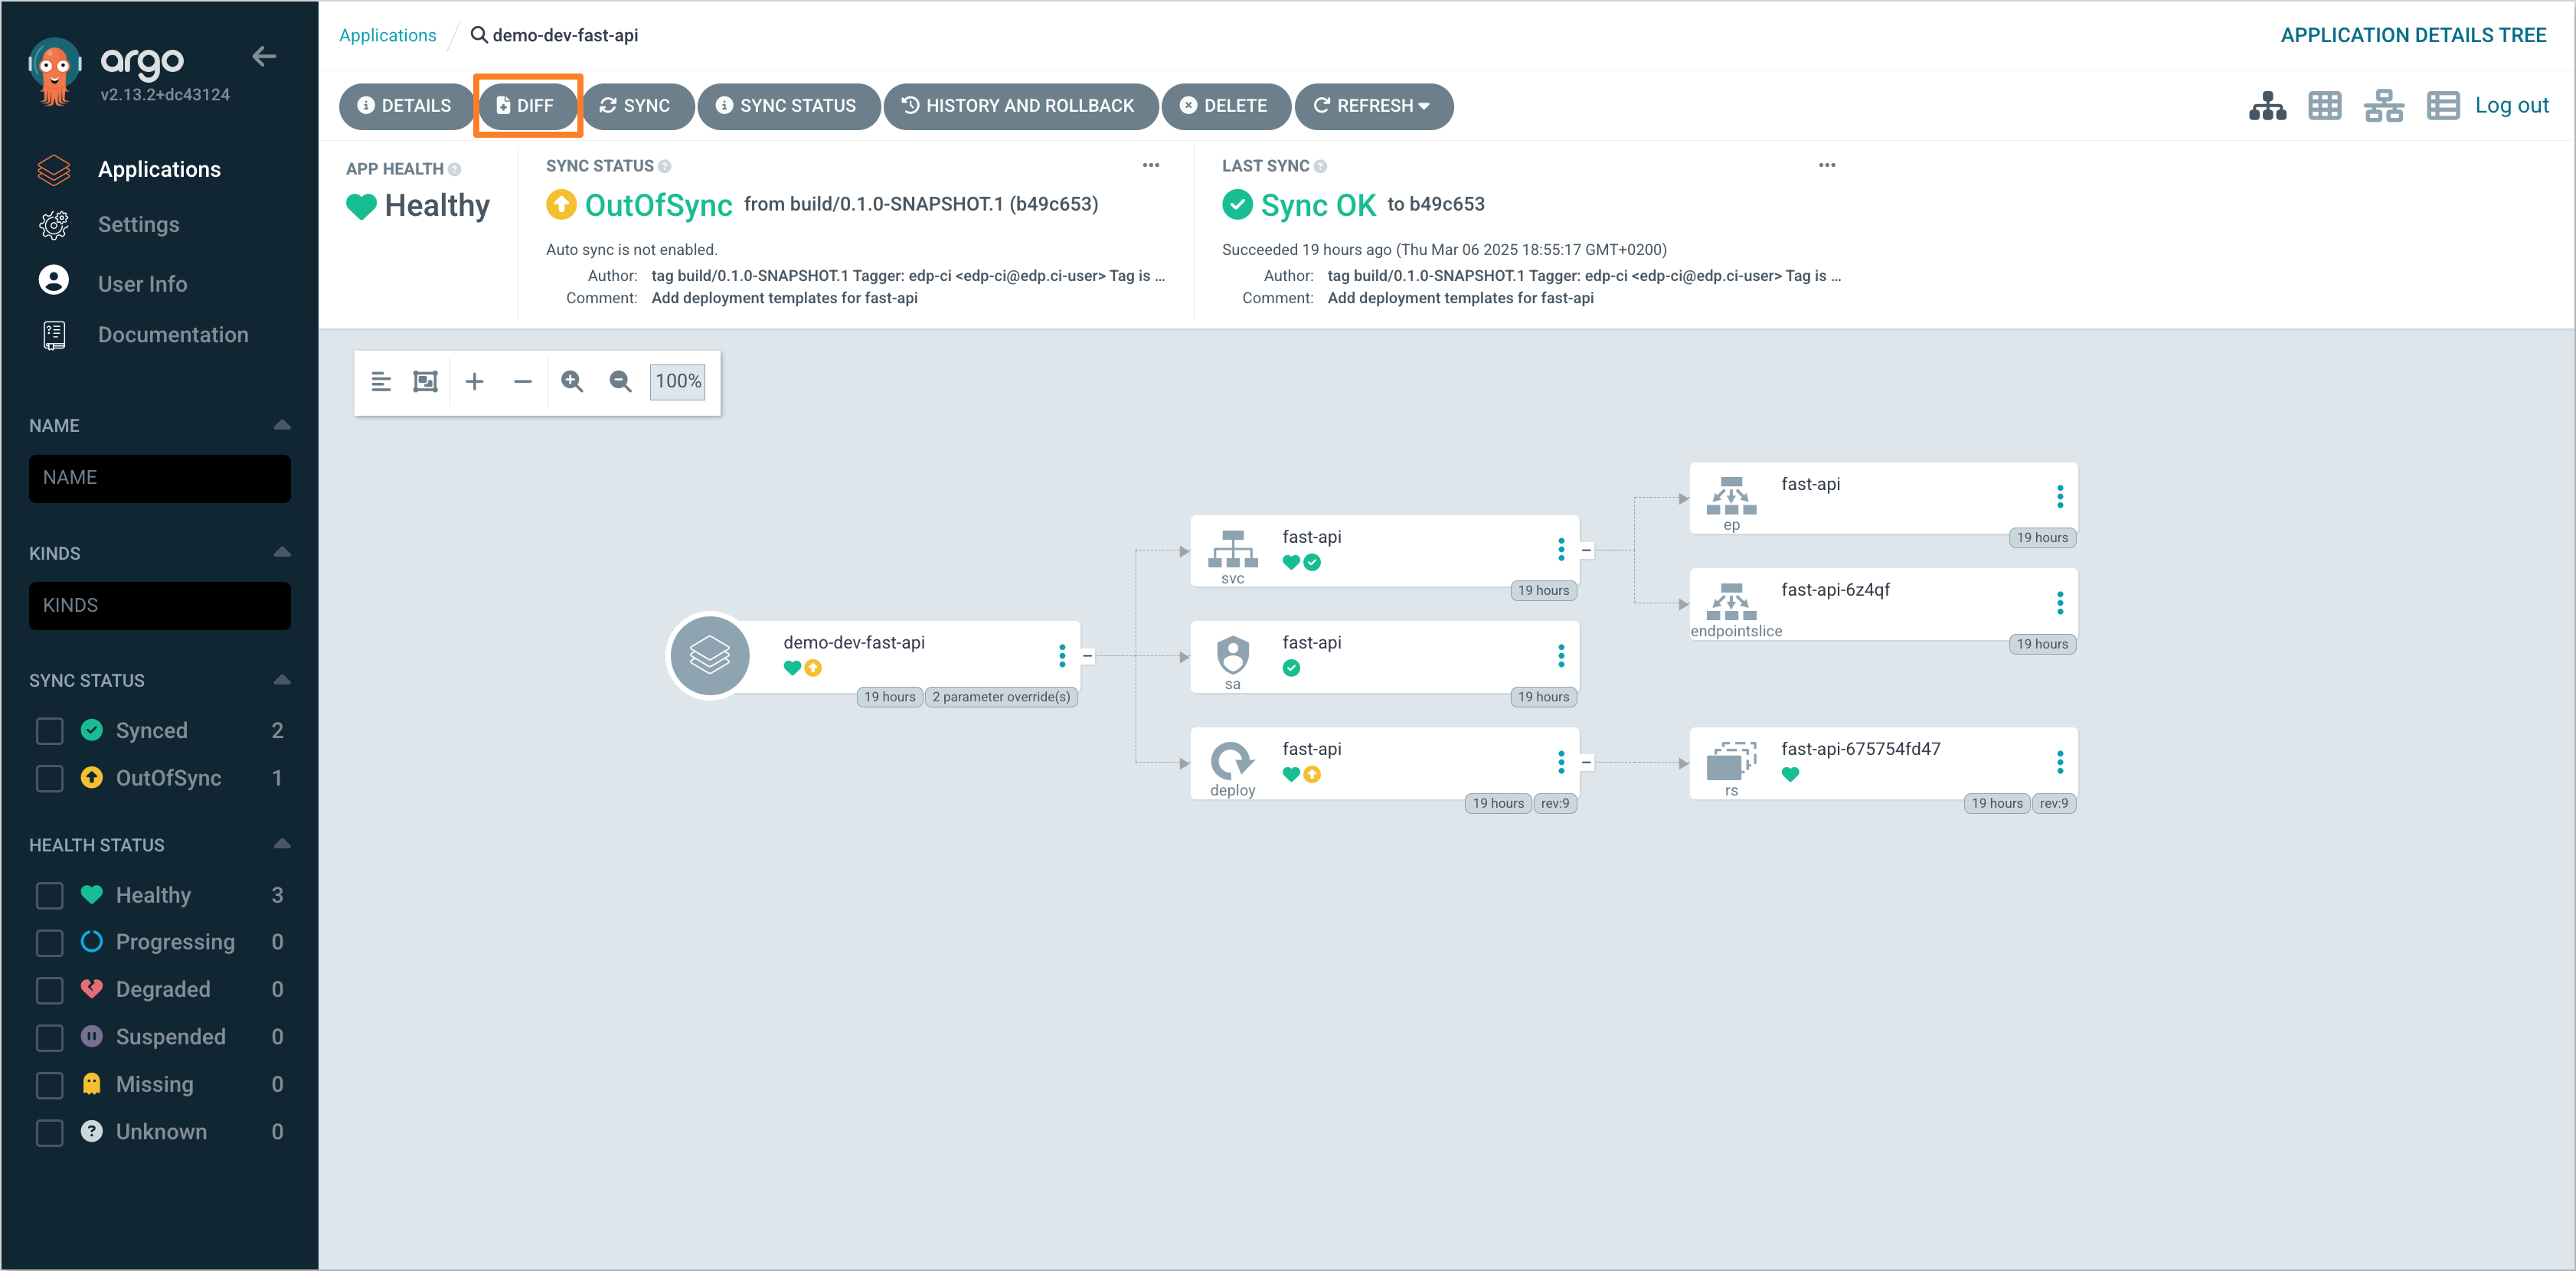 argo
v2.13.2+dc43124
Applications
Settings
User Info
Documentation
NAME
NAME
KINDS
KINDS
SYNC STATUS
Synced 2
OutOfSync 1
HEALTH STATUS
Healthy 3
Progressing 0
Degraded 0
Suspended 0
Missing 0
Unknown 0
Applications / demo-dev-fast-api
APPLICATION DETAILS TREE
DETAILS DIFF SYNC SYNC STATUS HISTORY AND ROLLBACK DELETE REFRESH
Log out
APP HEALTH
Healthy
SYNC STATUS
OutOfSync from build/0.1.0-SNAPSHOT.1 (b49c653)
Auto sync is not enabled.
Author: tag build/0.1.0-SNAPSHOT.1 Tagger: edp-ci <edp-ci@edp.ci-user> Tag is ...
Comment: Add deployment templates for fast-api
LAST SYNC
Sync OK to b49c653
Succeeded 19 hours ago (Thu Mar 06 2025 18:55:17 GMT+0200)
Author: tag build/0.1.0-SNAPSHOT.1 Tagger: edp-ci <edp-ci@edp.ci-user> Tag is ...
Comment: Add deployment templates for fast-api
100%
demo-dev-fast-api
19 hours 2 parameter override(s)
fast-api
svc
19 hours
fast-api
sa
19 hours
fast-api
deploy
19 hours rev:9
fast-api
ep
19 hours
fast-api-6z4qf
endpointslice
19 hours
fast-api-675754fd47
rs
19 hours rev:9